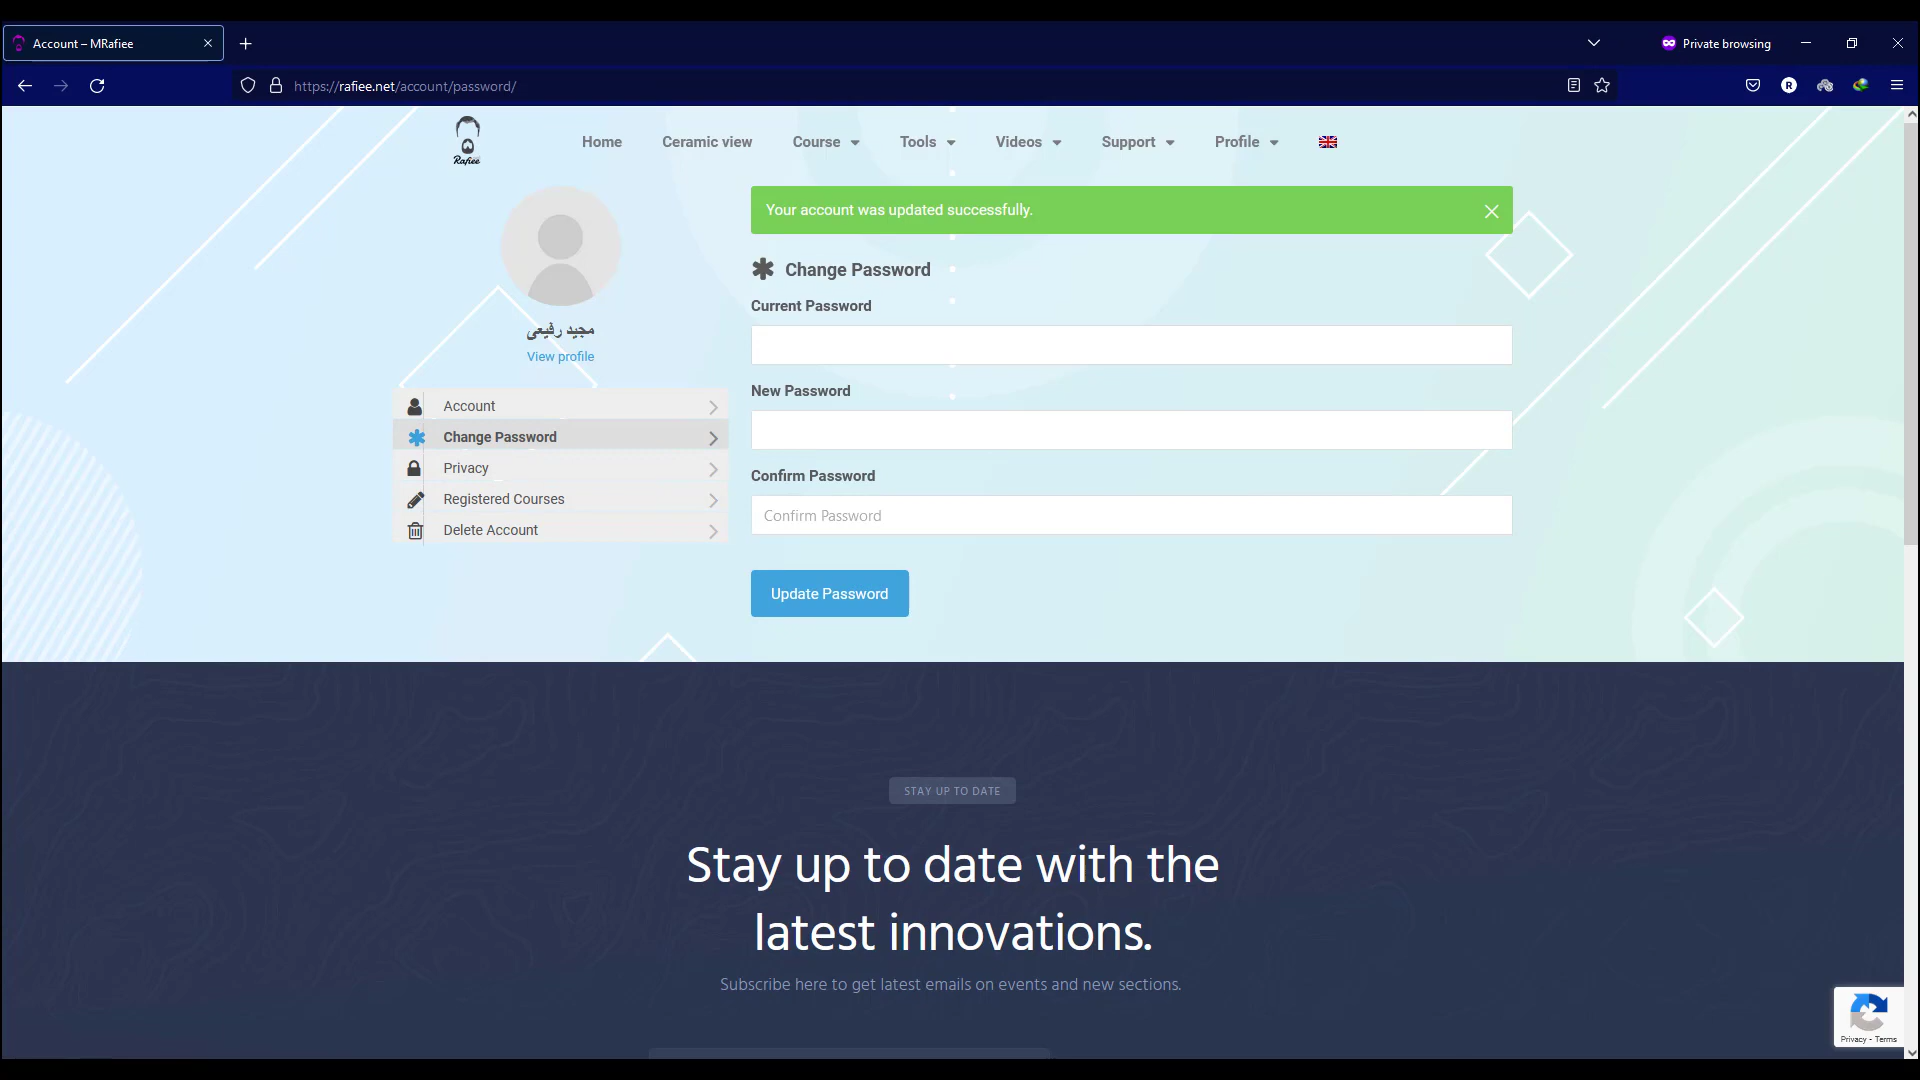 Account – MRafiee
Private browsing
https://rafiee.net/account/password/
R
Rafiee
Home
Ceramic view
Course
Tools
Videos
Support
Profile
مجید رفیعی
View profile
Account
Change Password
Privacy
Registered Courses
Delete Account
Your account was updated successfully.
Change Password
Current Password
New Password
Confirm Password
Confirm Password
Update Password
STAY UP TO DATE
Stay up to date with the
latest innovations.
Subscribe here to get latest emails on events and new sections.
Privacy - Terms